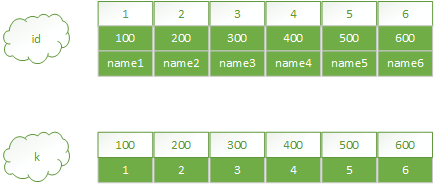 1 2 3 4 5 6
id 100 200 300 400 500 600
name1 name2 name3 name4 name5 name6
100 200 300 400 500 600
k 1 2 3 4 5 6